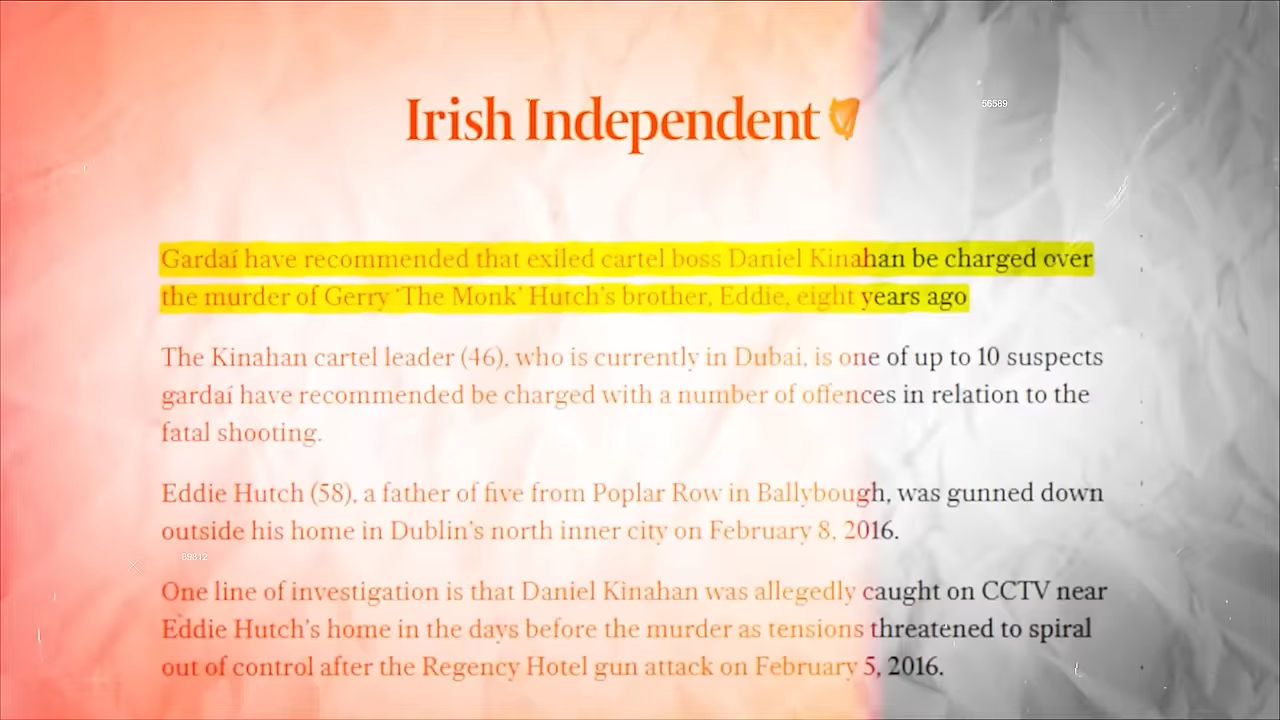 Irish Independent
56589
Gardaí have recommended that exiled cartel boss Daniel Kinahan be charged over
the murder of Gerry ‘The Monk’ Hutch’s brother, Eddie, eight years ago
The Kinahan cartel leader (46), who is currently in Dubai, is one of up to 10 suspects
gardaí have recommended be charged with a number of offences in relation to the
fatal shooting.
Eddie Hutch (58), a father of five from Poplar Row in Ballybough, was gunned down
outside his home in Dublin’s north inner city on February 8, 2016.
89812
One line of investigation is that Daniel Kinahan was allegedly caught on CCTV near
Eddie Hutch’s home in the days before the murder as tensions threatened to spiral
out of control after the Regency Hotel gun attack on February 5, 2016.